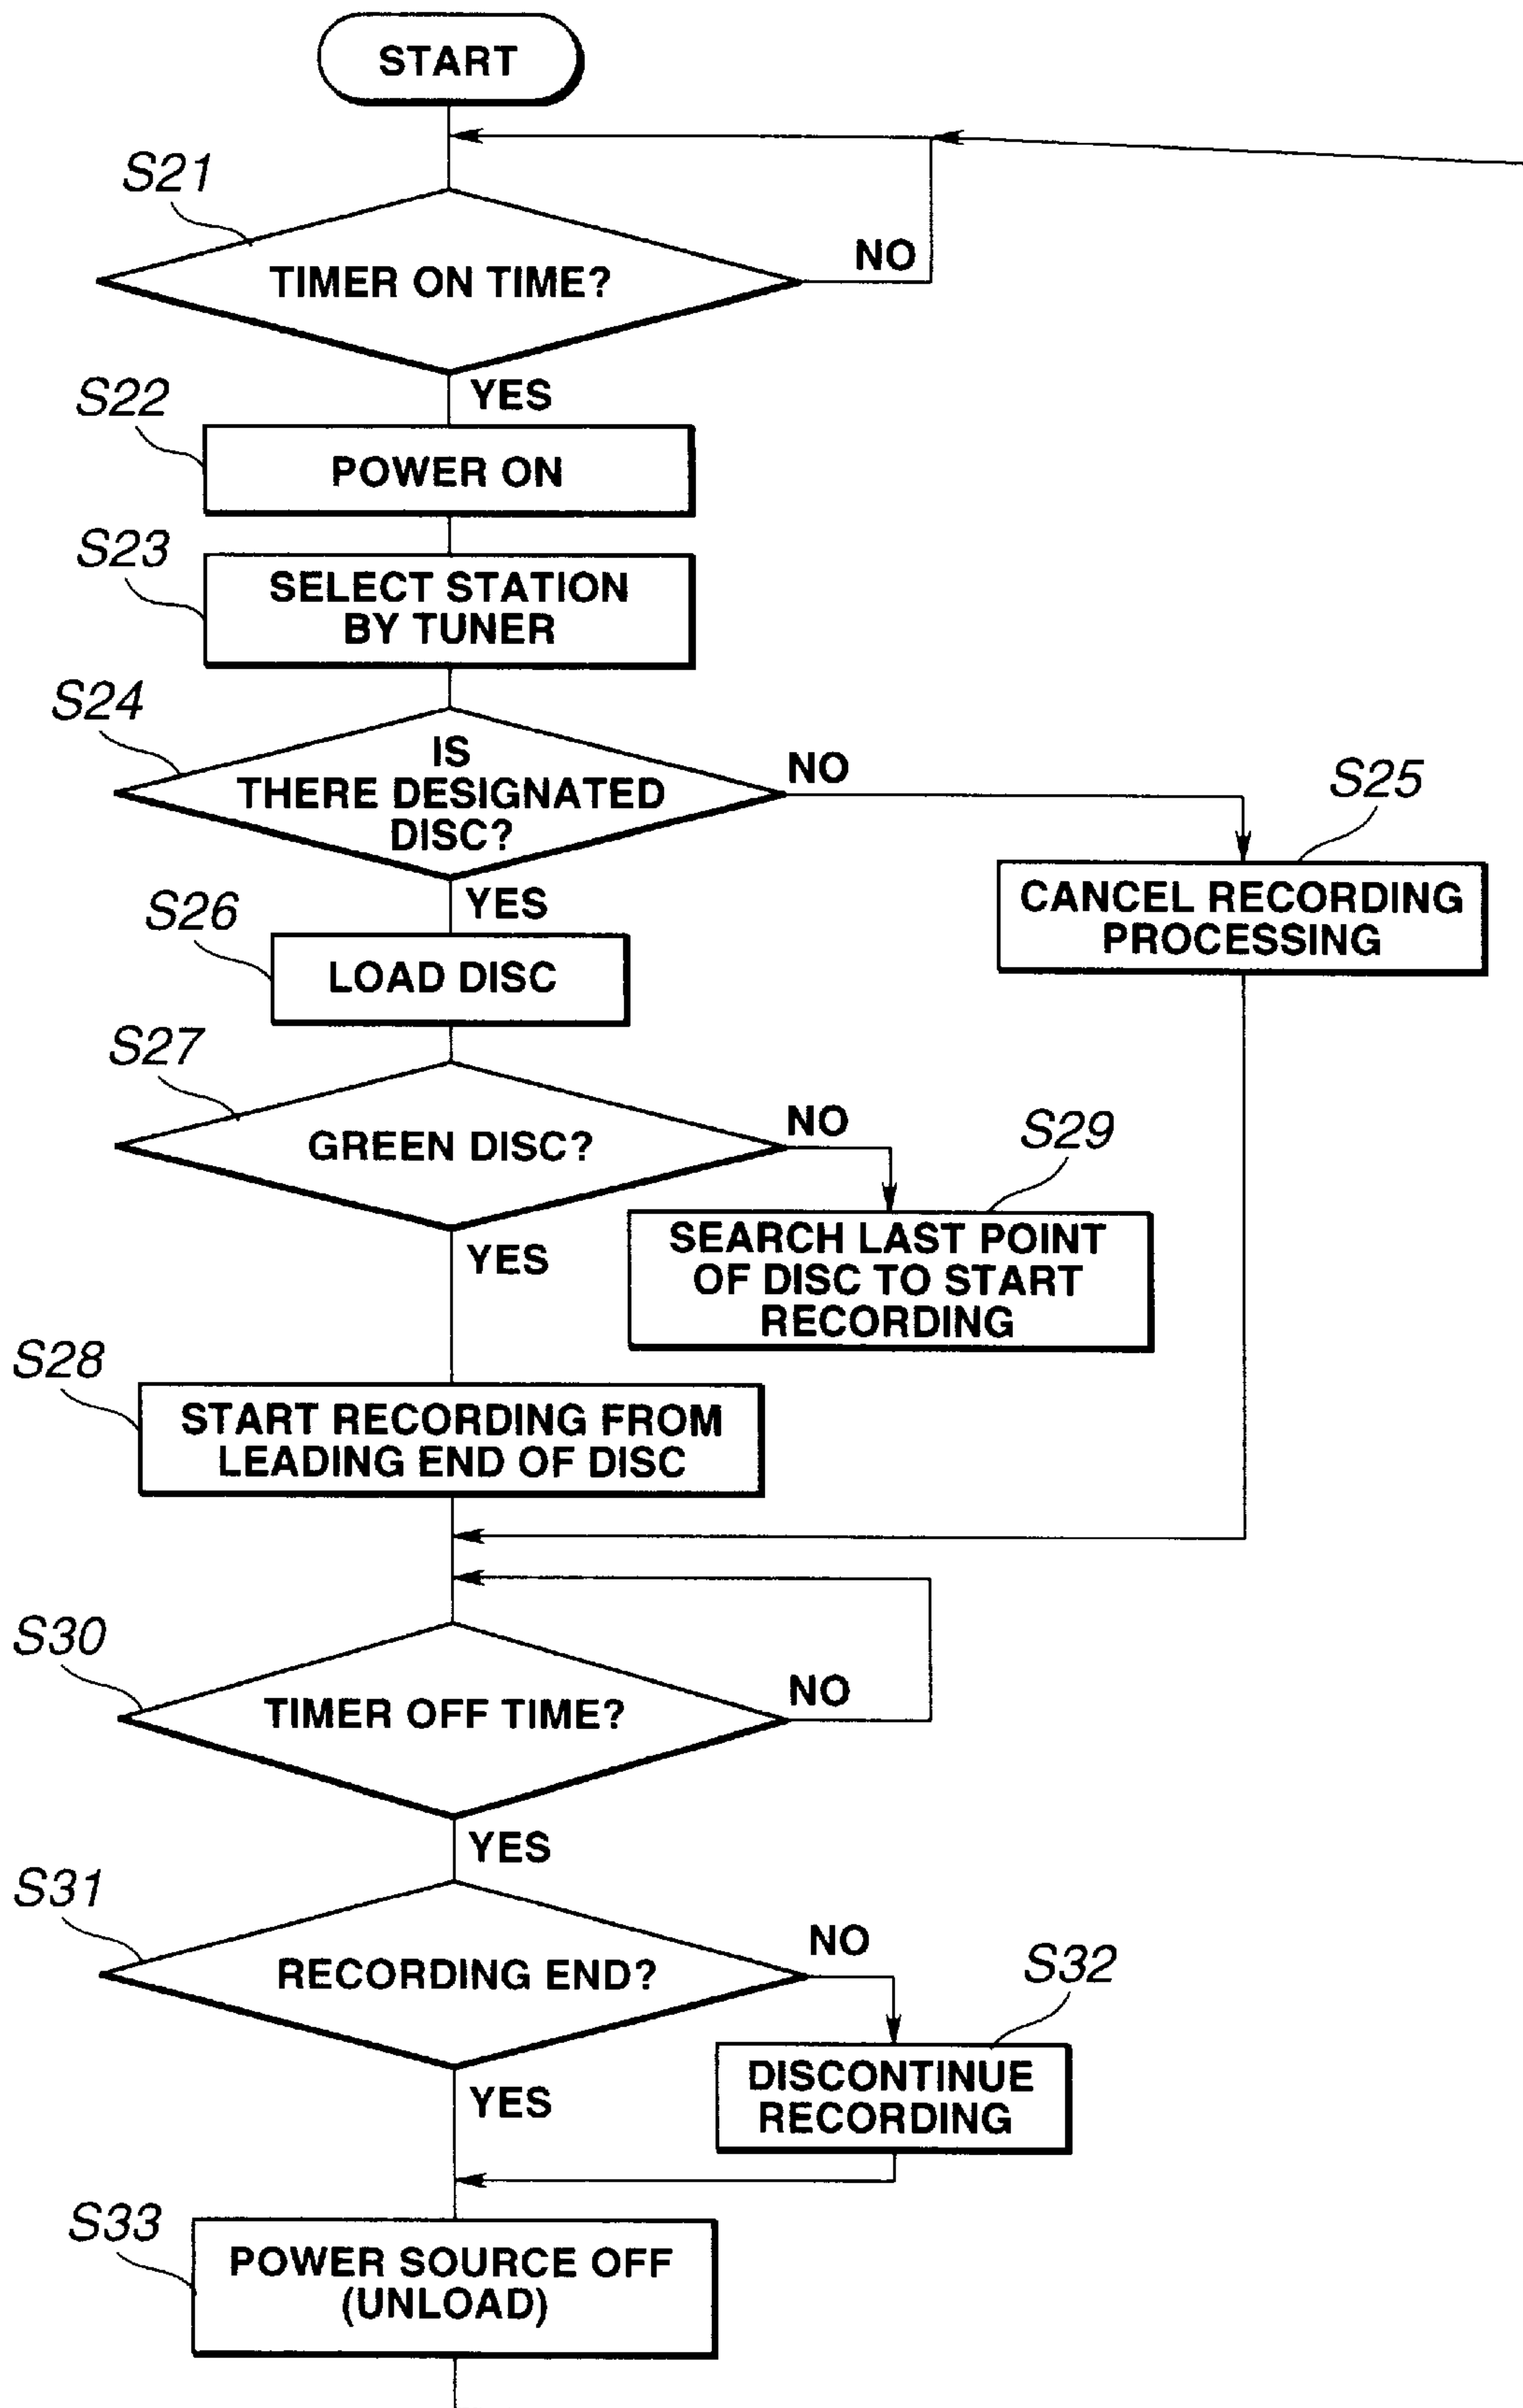 START
S21
TIMER ON TIME?
NO
YES
S22
POWER ON
S23
SELECT STATION
BY TUNER
S24
IS
THERE DESIGNATED
DISC?
NO
YES
S25
CANCEL RECORDING
PROCESSING
S26
LOAD DISC
S27
GREEN DISC?
NO
YES
S29
SEARCH LAST POINT
OF DISC TO START
RECORDING
S28
START RECORDING FROM
LEADING END OF DISC
S30
TIMER OFF TIME?
NO
YES
S31
RECORDING END?
NO
YES
S32
DISCONTINUE
RECORDING
S33
POWER SOURCE OFF
(UNLOAD)